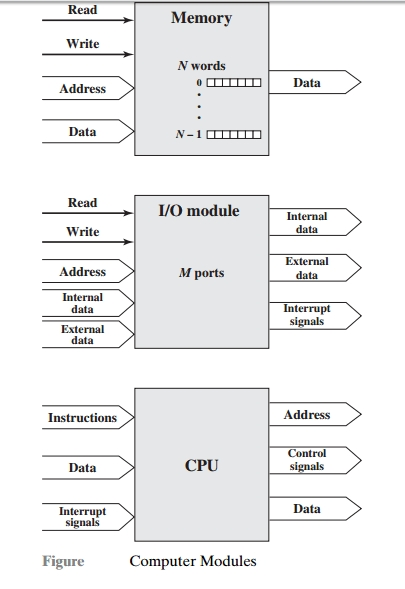 Read
Write
Address
Data
Memory
N words
0
N – 1
Data
Read
Write
Address
Internal
data
External
data
I/O module
M ports
Internal
data
External
data
Interrupt
signals
Instructions
Data
Interrupt
signals
CPU
Address
Control
signals
Data
Figure Computer Modules